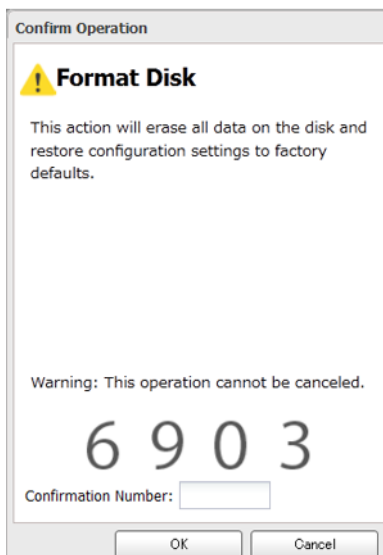 Confirm Operation
Format Disk
This action will erase all data on the disk and
restore configuration settings to factory
defaults.
Warning: This operation cannot be canceled.
6 9 0 3
Confirmation Number:
OK Cancel